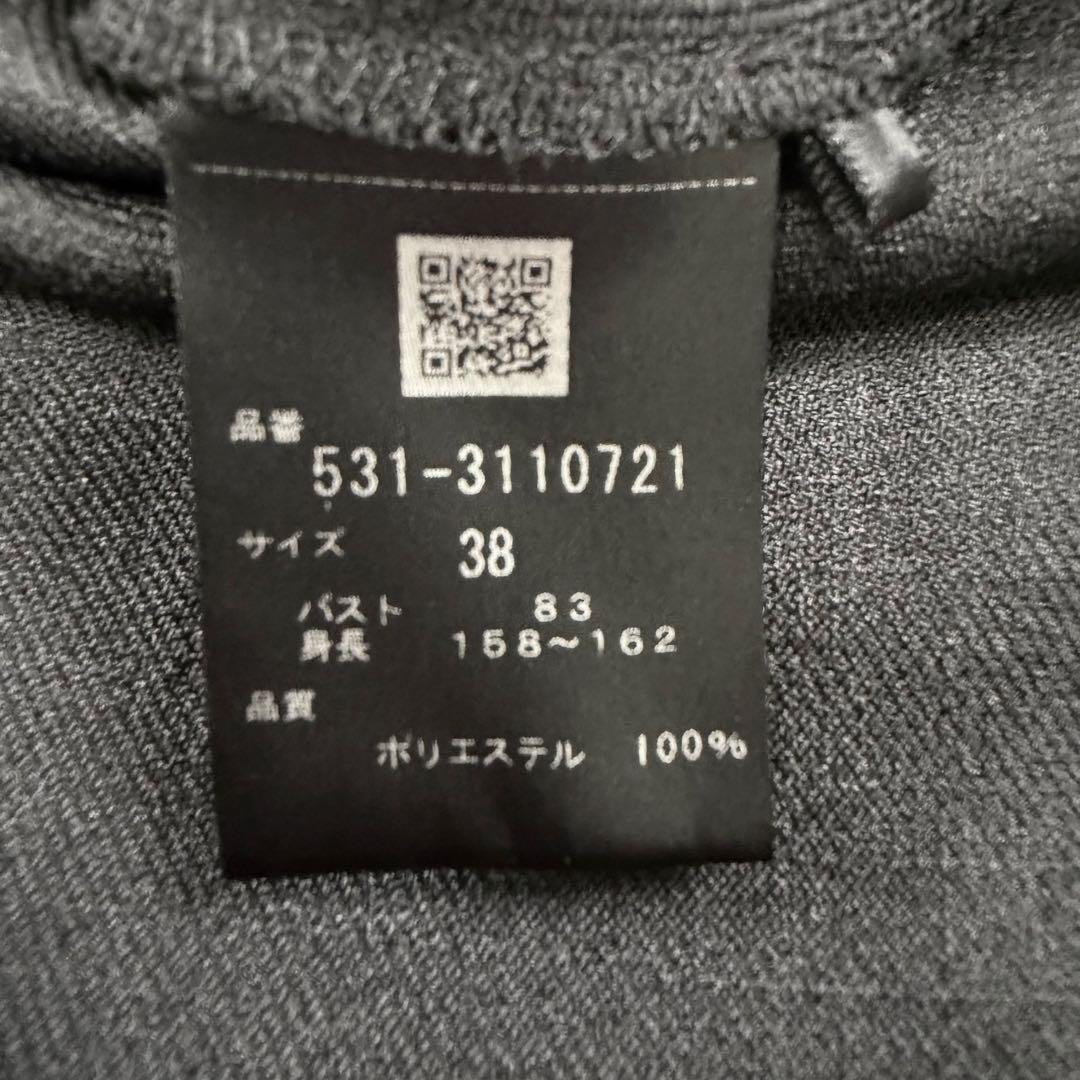 品番
531-3110721
サイズ 38
バスト 83
身長 158～162
品質
ポリエステル 100%